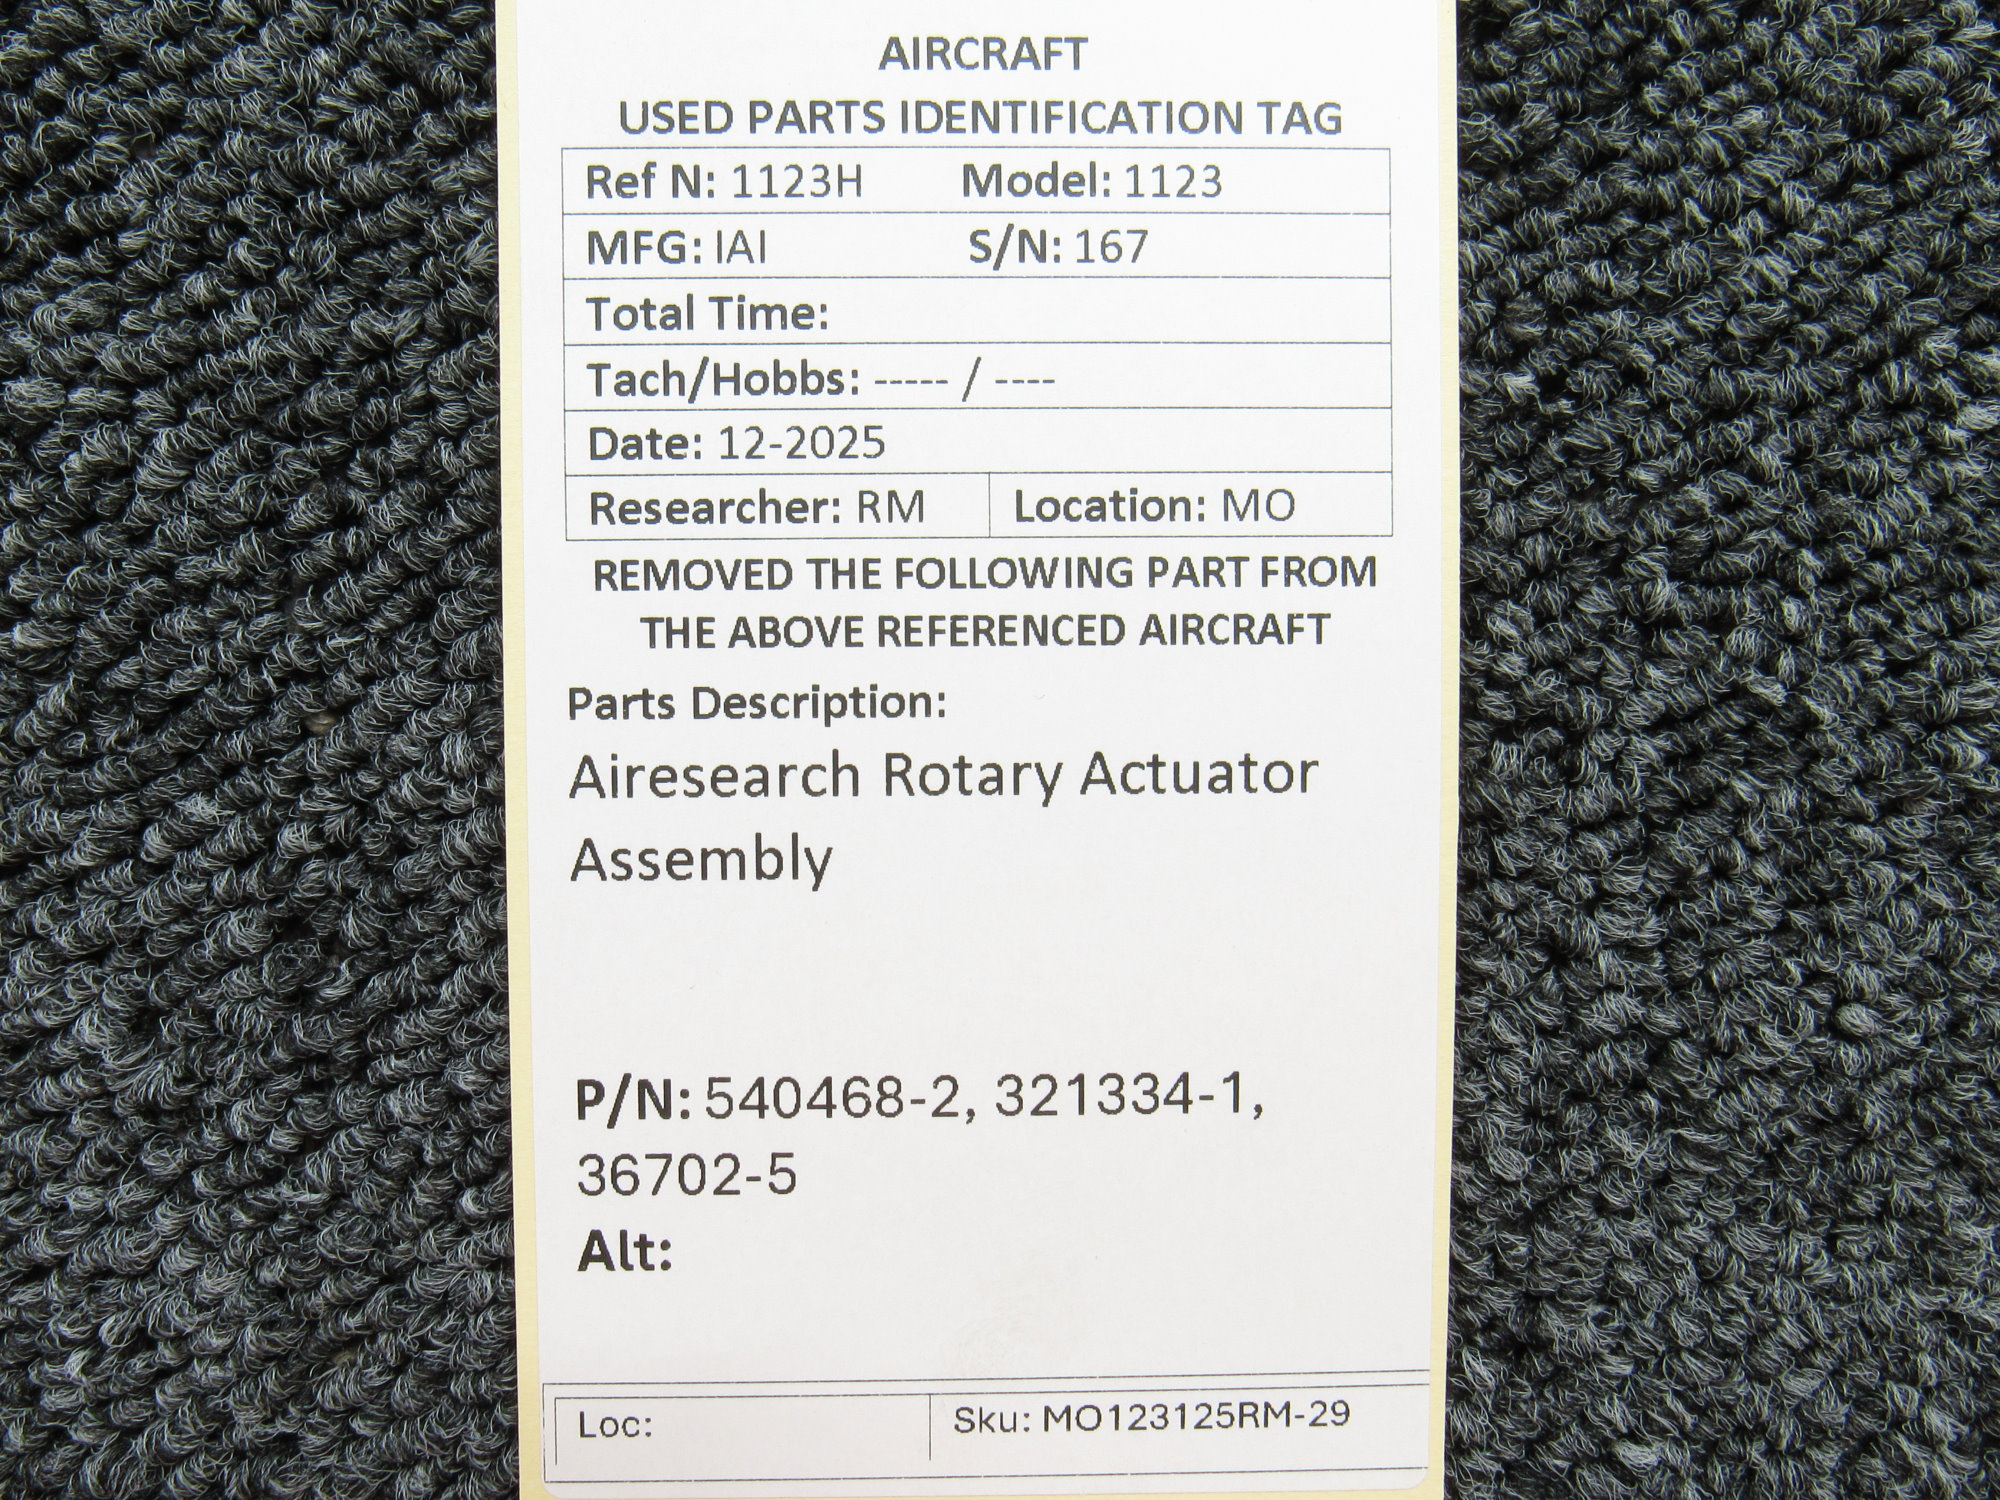 AIRCRAFT
USED PARTS IDENTIFICATION TAG
Ref N: 1123H Model: 1123
MFG: IAI S/N: 167
Total Time:
Tach/Hobbs: ----- / ----
Date: 12-2025
Researcher: RM Location: MO
REMOVED THE FOLLOWING PART FROM
THE ABOVE REFERENCED AIRCRAFT
Parts Description:
Airesearch Rotary Actuator
Assembly
P/N: 540468-2, 321334-1,
36702-5
Alt:
Loc: Sku: MO123125RM-29